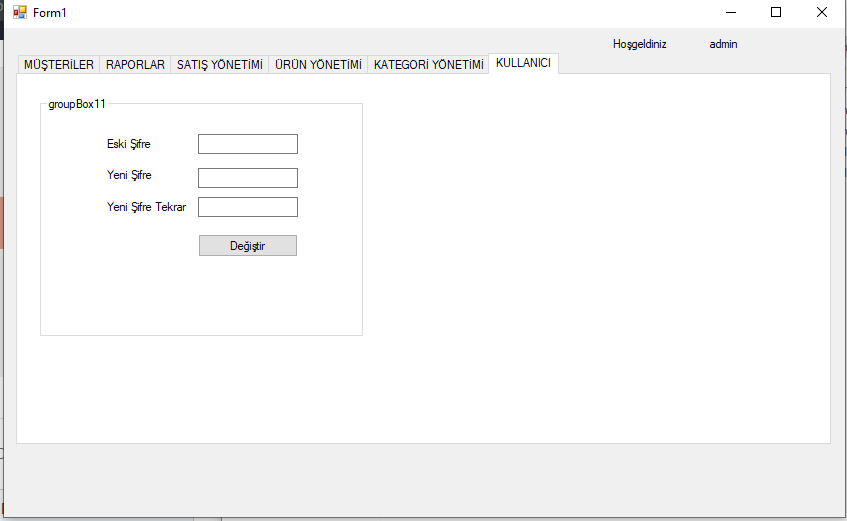 Form1
Hoşgeldiniz admin
MÜŞTERİLER RAPORLAR SATIŞ YÖNETİMİ ÜRÜN YÖNETİMİ KATEGORİ YÖNETİMİ KULLANICI
groupBox11
Eski Şifre
Yeni Şifre
Yeni Şifre Tekrar
Değiştir